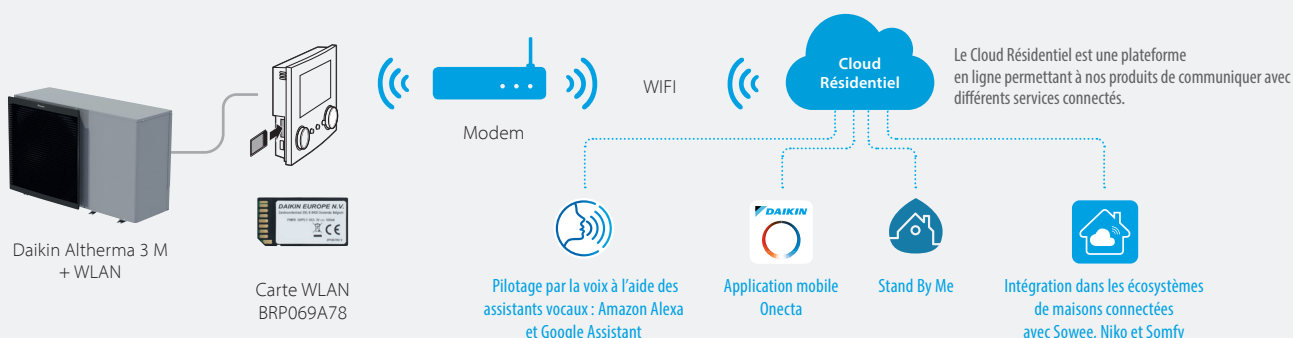 Cloud
Résidentiel
Le Cloud Résidentiel est une plateforme
en ligne permettant à nos produits de communiquer avec
différents services connectés.
WIFI
Modem
DAIKIN EUROPE N.V.
Daikin Altherma 3 M
+ WLAN
Carte WLAN
BRP069A78
DAIKIN
Pilotage par la voix à l'aide des
assistants vocaux : Amazon Alexa
et Google Assistant
Application mobile
Onecta
Stand By Me
Intégration dans les écosystèmes
de maisons connectées
avec Sowee, Niko et Somfy